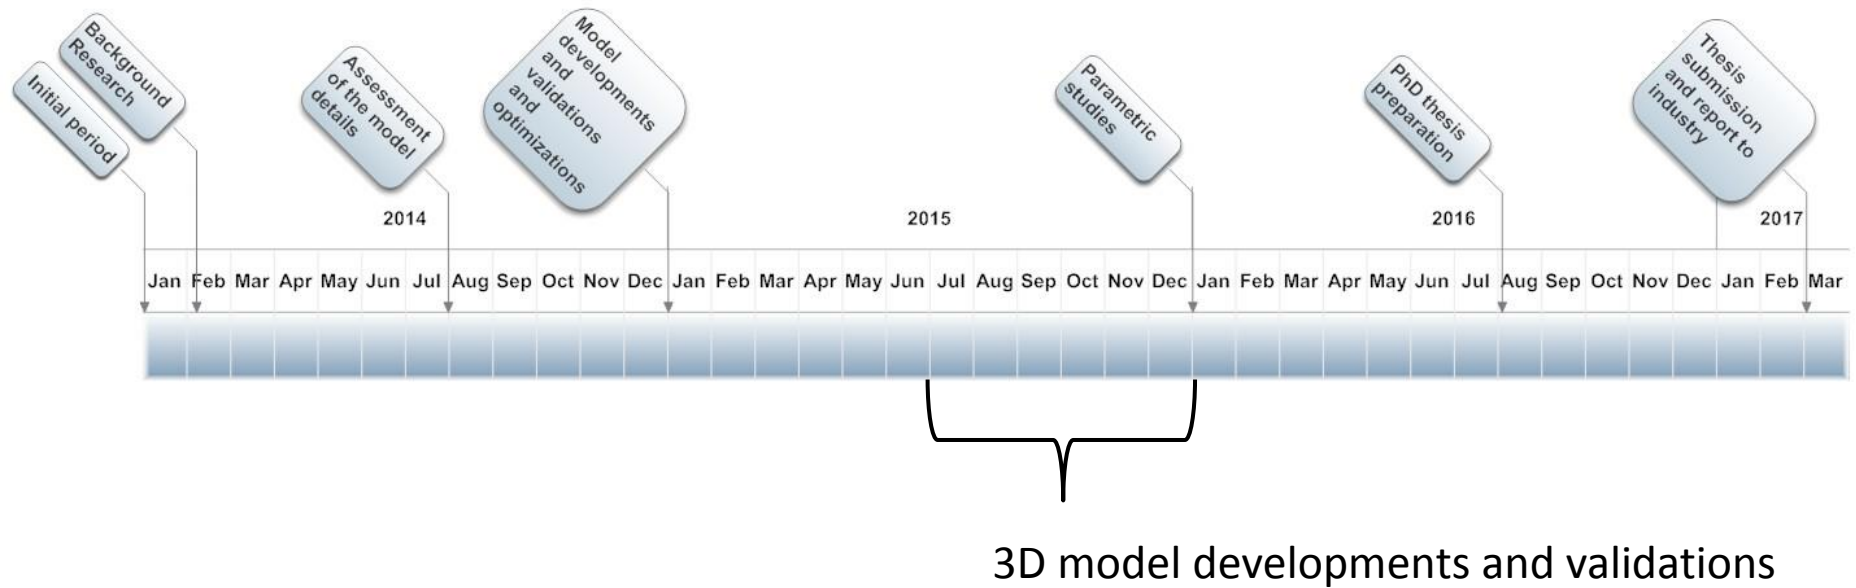 Initial period
Background
Research
Assessment
of the model
details
Model
developments
and
validations
and
optimizations
Parametric
studies
PhD thesis
preparation
Thesis
submission
and report to
industry
2014
2015
2016
2017
Jan Feb Mar Apr May Jun Jul Aug Sep Oct Nov Dec Jan Feb Mar Apr May Jun Jul Aug Sep Oct Nov Dec Jan Feb Mar Apr May Jun Jul Aug Sep Oct Nov Dec Jan Feb Mar
3D model developments and validations